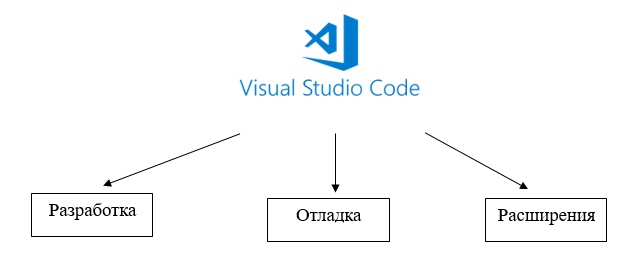 Visual Studio Code
Разработка
Отладка
Расширения